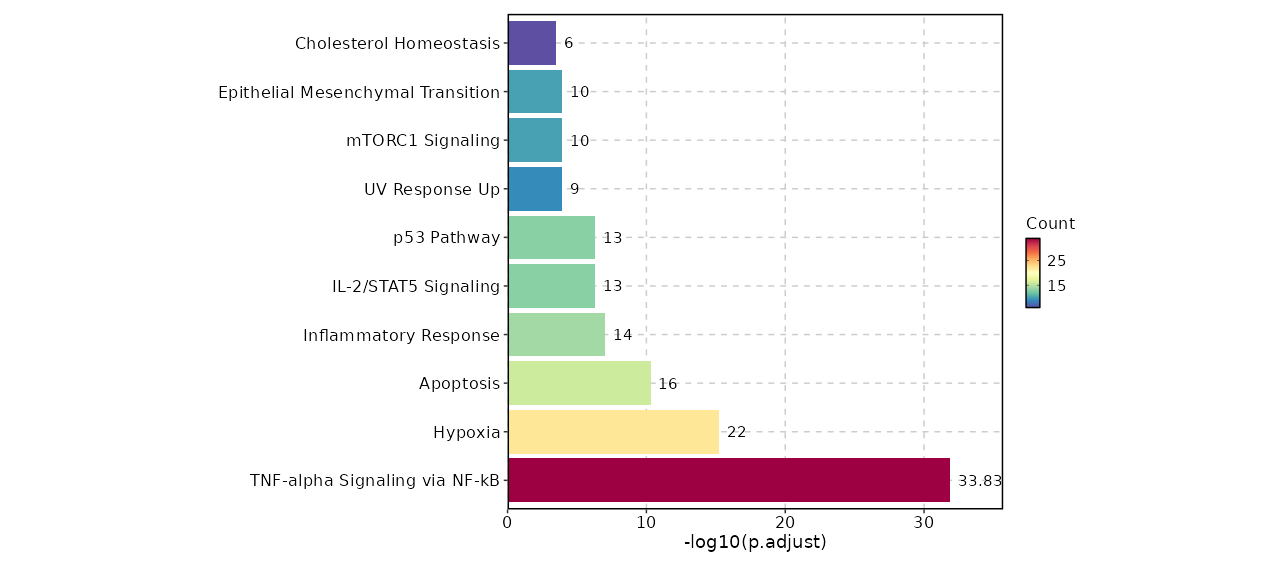 Cholesterol Homeostasis 6
Epithelial Mesenchymal Transition 10
mTORC1 Signaling 10
UV Response Up 9
p53 Pathway 13
IL-2/STAT5 Signaling 13
Inflammatory Response 14
Apoptosis 16
Hypoxia 22
TNF-alpha Signaling via NF-kB 33.83
0 10 20 30
-log10(p.adjust)
Count
25
15